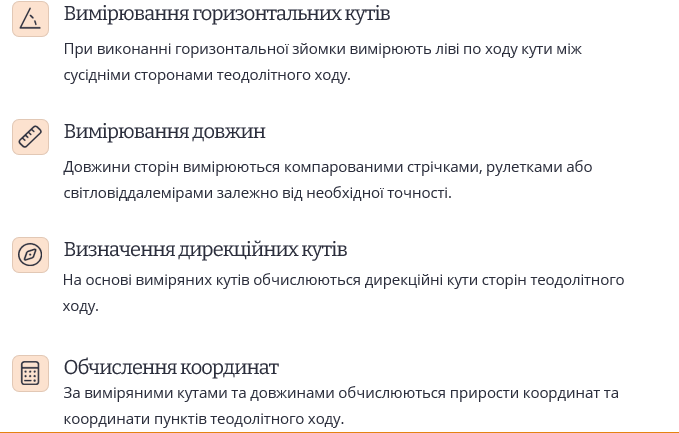 Вимірювання горизонтальних кутів
При виконанні горизонтальної зйомки вимірюють ліві по ходу кути між
сусідніми сторонами теодолітного ходу.
Вимірювання довжин
Довжини сторін вимірюються компарованими стрічками, рулетками або
світловіддалемірами залежно від необхідної точності.
Визначення дирекційних кутів
На основі виміряних кутів обчислюються дирекційні кути сторін теодолітного
ходу.
Обчислення координат
За виміряними кутами та довжинами обчислюються прирости координат та
координати пунктів теодолітного ходу.